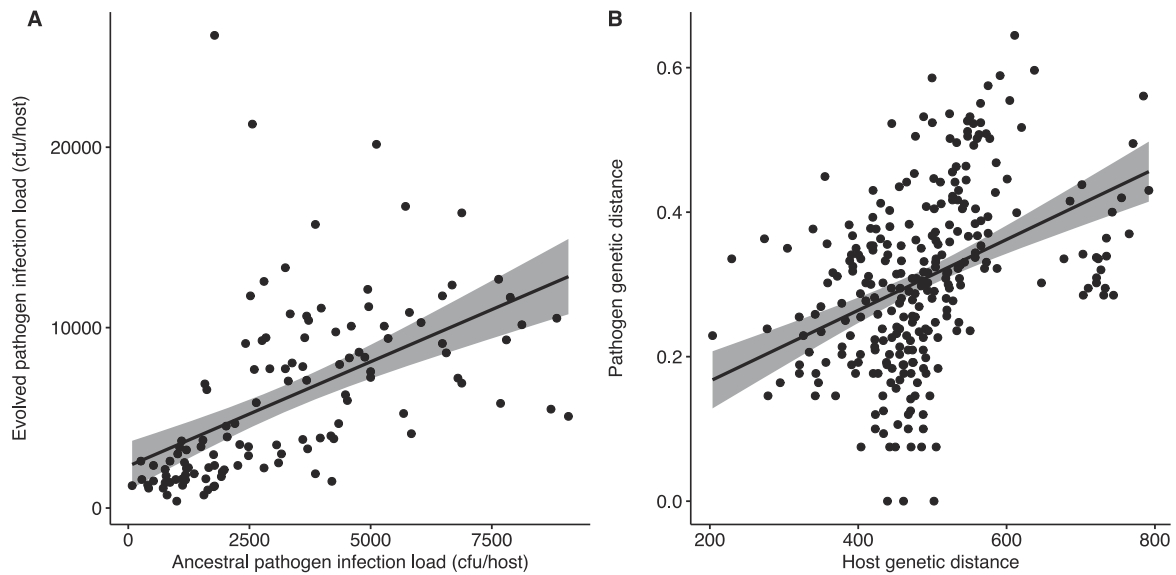 A
Evolved pathogen infection load (cfu/host)
20000
10000
0
0 2500 5000 7500
Ancestral pathogen infection load (cfu/host)
B
Pathogen genetic distance
0.6
0.4
0.2
0.0
200 400 600 800
Host genetic distance